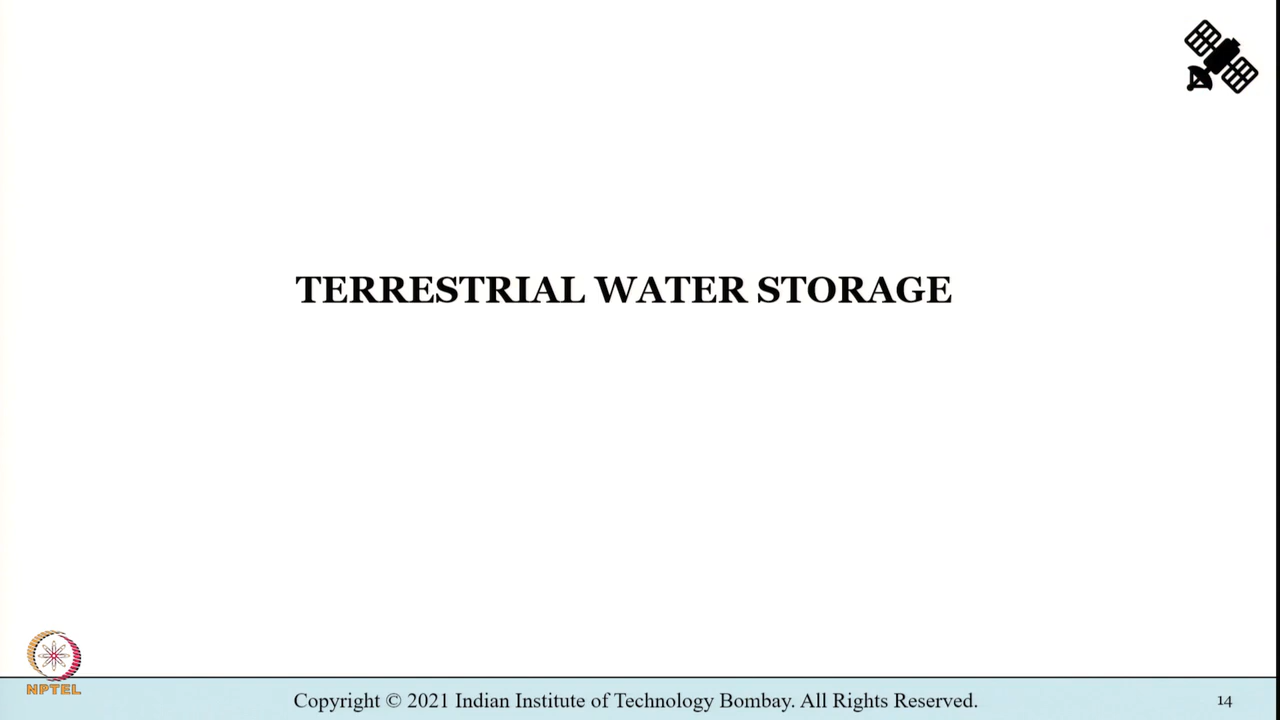 TERRESTRIAL WATER STORAGE
NPTEL
Copyright © 2021 Indian Institute of Technology Bombay. All Rights Reserved.
14